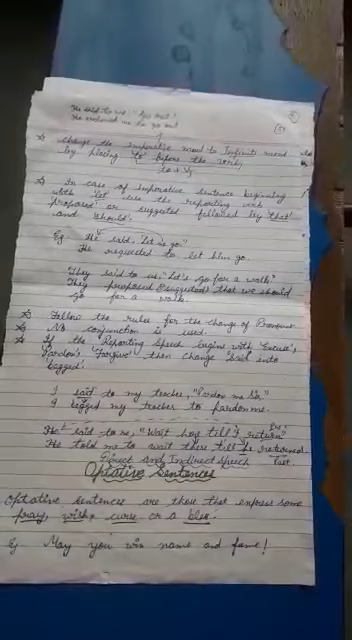 He said to me, "Go out!
He ordered me to go out
* Change the imperative mood to Infinitive mood
by placing 'to' before the verb.
to + V1
* In case of imperative sentence beginning
with 'let' use the reporting verb
'proposed' or suggested followed by 'that'
and 'should'.
Eg. He said, "Let me go."
He requested to let him go.
They said to us, "Let's go for a walk"
They proposed (suggested) that we should
go for a walk.
* Follow the rules for the change of Pronouns
* No conjunction is used.
* If the Reporting Speech begins with 'Excuse',
'Pardon', 'Forgive', then change 'said' into
begged'.
I said to my teacher, "Pardon me Sir."
I begged my teacher to pardon me.
He said to me, "Wait here till I return"
He told me to wait there till he returned.
Past.
Direct and Indirect Speech
Optative Sentences
Optative sentences are those that express some
pray, wish, curse or a bless.
Eg May you win name and fame!